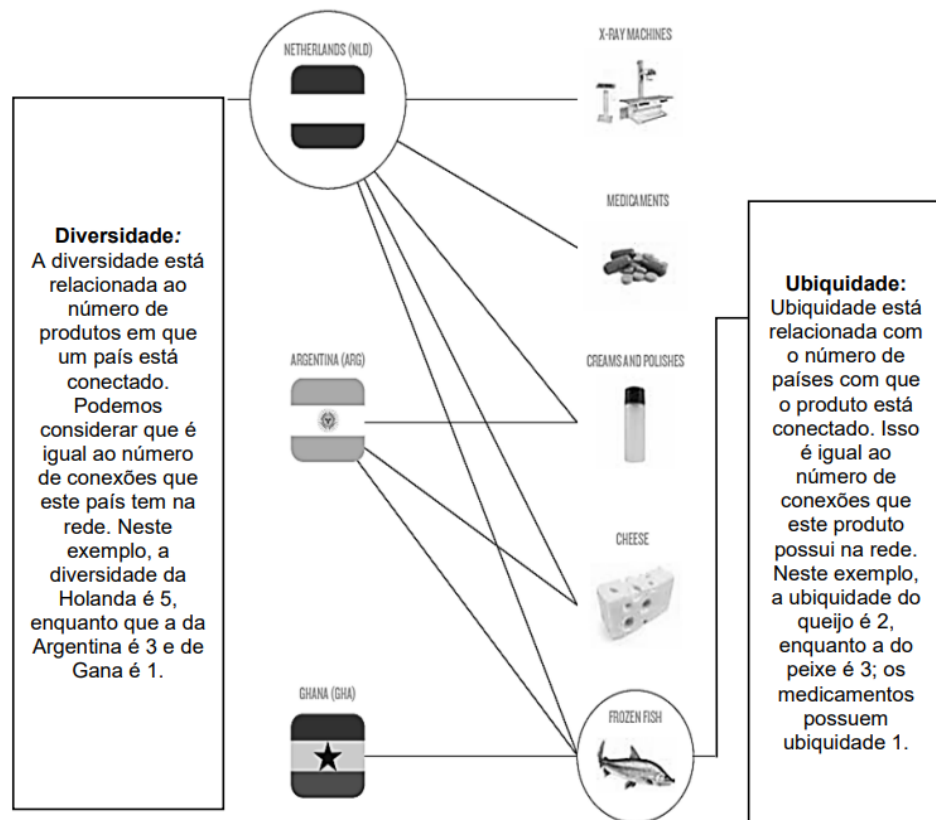 NETHERLANDS (NLD)
X-RAY MACHINES
Diversidade:
A diversidade está
relacionada ao
número de
produtos em que
um país está
conectado.
Podemos
considerar que é
igual ao número
de conexões que
este país tem na
rede. Neste
exemplo, a
diversidade da
Holanda é 5,
enquanto que a da
Argentina é 3 e de
Gana é 1.
MEDICAMENTS
ARGENTINA (ARG)
CREAMS AND POLISHES
CHEESE
GHANA (GHA)
FROZEN FISH
Ubiquidade:
Ubiquidade está
relacionada com
o número de
países com que
o produto está
conectado. Isso
é igual ao
número de
conexões que
este produto
possui na rede.
Neste exemplo,
a ubiquidade do
queijo é 2,
enquanto a do
peixe é 3; os
medicamentos
possuem
ubiquidade 1.